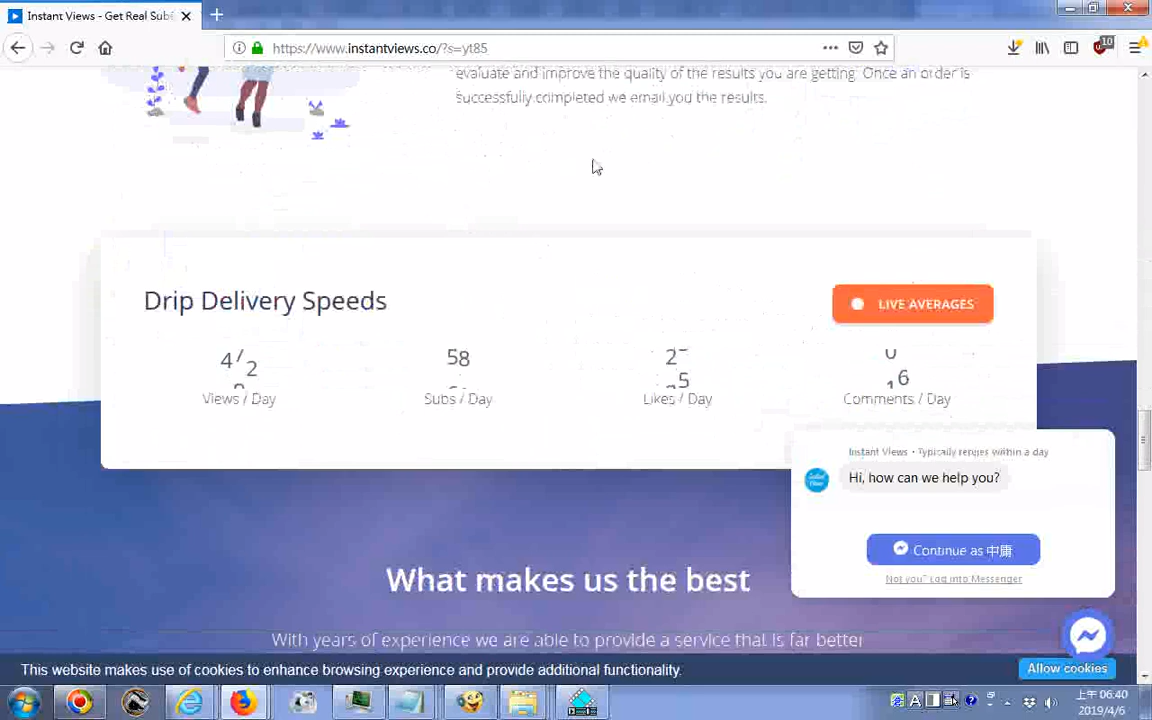 Instant Views - Get Real Sub
https://www.instantviews.co/?s=yt85
10
evaluate and improve the quality of the results you are getting. Once an order is
successfully completed we email you the results.
Drip Delivery Speeds
LIVE AVERAGES
58
Views / Day
Subs / Day
Likes / Day
Comments / Day
Instant Views • Typically replies within a day
Hi, how can we help you?
Continue as 中庸
Not you? Log into Messenger
What makes us the best
With years of experience we are able to provide a service that is far better
This website makes use of cookies to enhance browsing experience and provide additional functionality.
Allow cookies
上午 06:40
2019/4/6